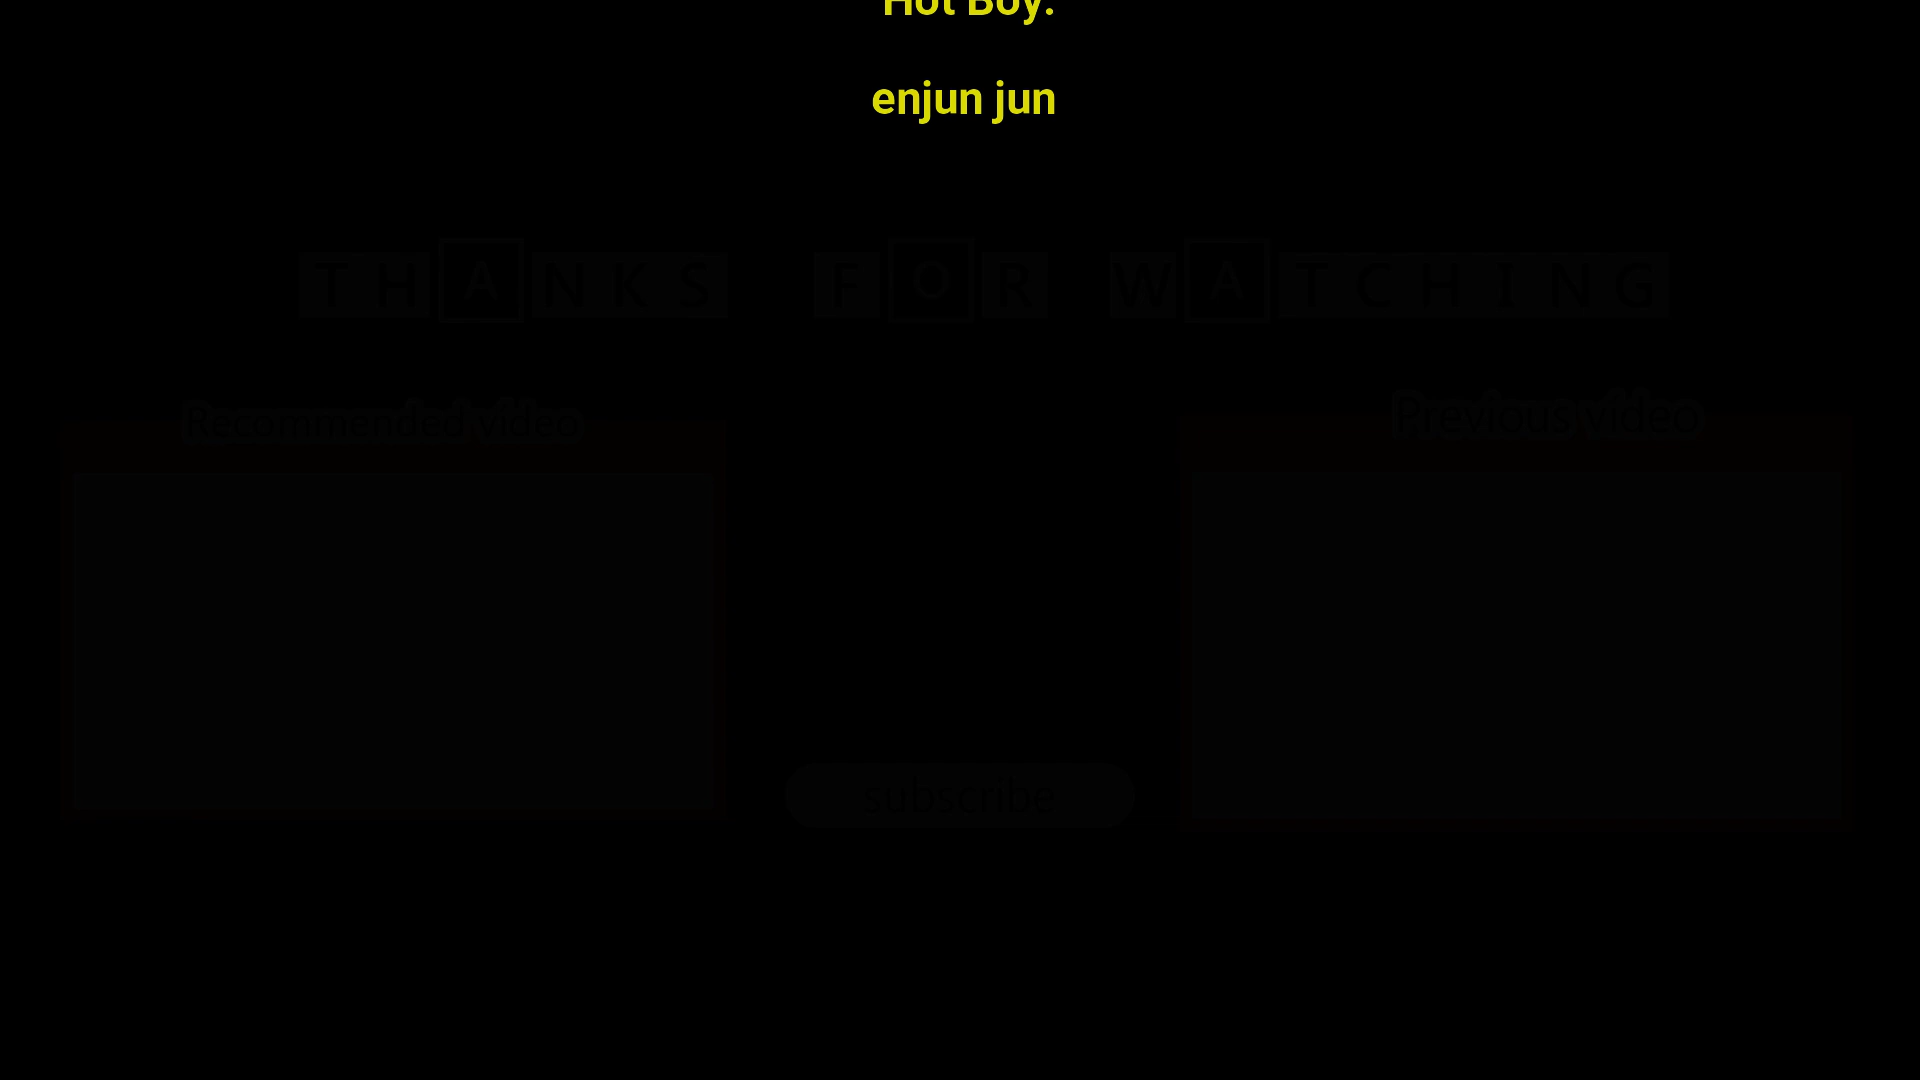 Hot Boy.
enjun jun
THANKS FOR WATCHING
Recommended video
Previous video
subscribe